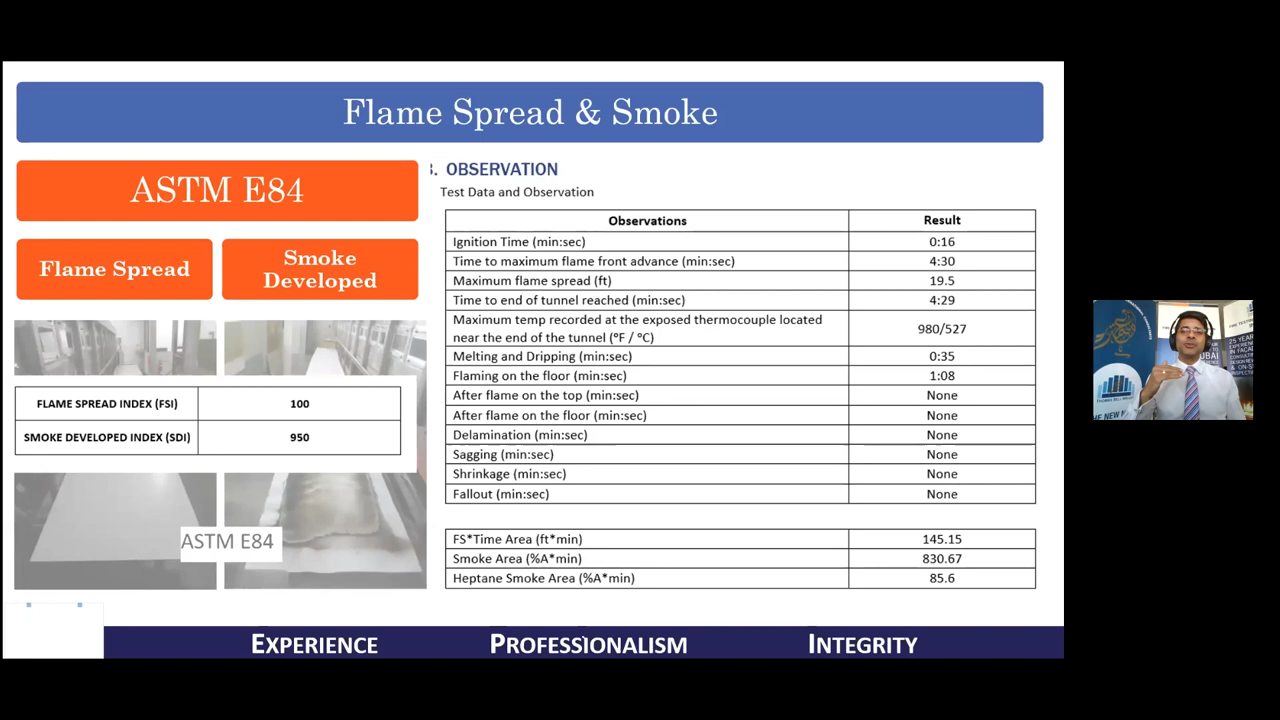 Flame Spread & Smoke
ASTM E84
Flame Spread
Smoke
Developed
FLAME SPREAD INDEX (FSI) 100
SMOKE DEVELOPED INDEX (SDI) 950
ASTM E84
OBSERVATION
Test Data and Observation
Observations Result
Ignition Time (min:sec) 0:16
Time to maximum flame front advance (min:sec) 4:30
Maximum flame spread (ft) 19.5
Time to end of tunnel reached (min:sec) 4:29
Maximum temp recorded at the exposed thermocouple located
near the end of the tunnel (°F / °C) 980/527
Melting and Dripping (min:sec) 0:35
Flaming on the floor (min:sec) 1:08
After flame on the top (min:sec) None
After flame on the floor (min:sec) None
Delamination (min:sec) None
Sagging (min:sec) None
Shrinkage (min:sec) None
Fallout (min:sec) None
FS*Time Area (ft*min) 145.15
Smoke Area (%A*min) 830.67
Heptane Smoke Area (%A*min) 85.6
EXPERIENCE PROFESSIONALISM INTEGRITY